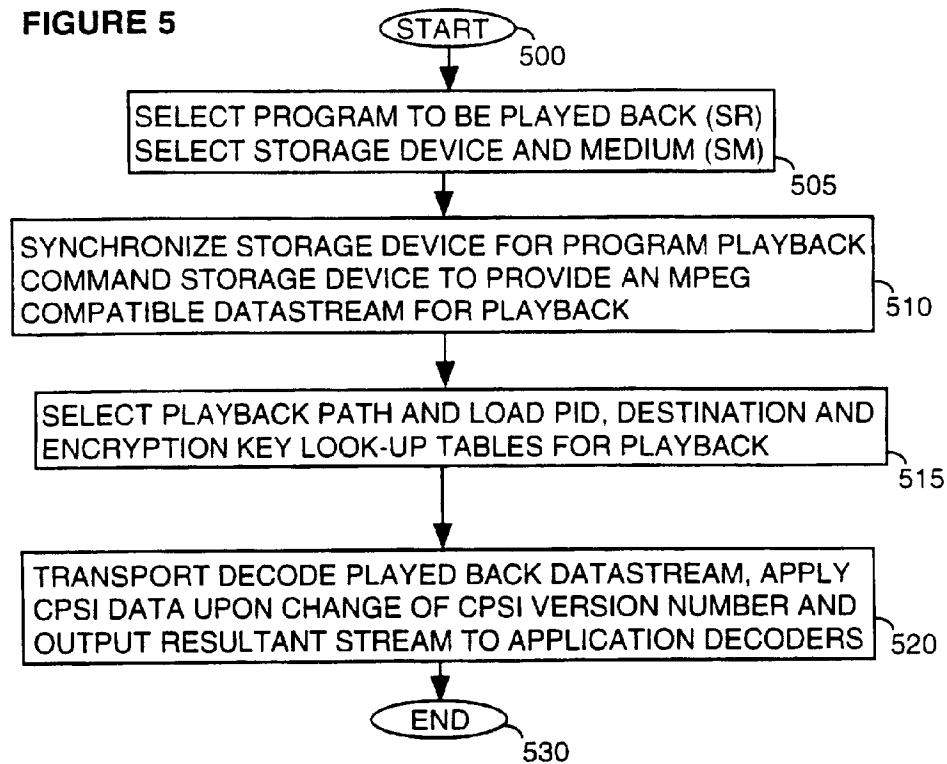 FIGURE 5
START
500
SELECT PROGRAM TO BE PLAYED BACK (SR)
SELECT STORAGE DEVICE AND MEDIUM (SM)
505
SYNCHRONIZE STORAGE DEVICE FOR PROGRAM PLAYBACK
COMMAND STORAGE DEVICE TO PROVIDE AN MPEG
COMPATIBLE DATASTREAM FOR PLAYBACK
510
SELECT PLAYBACK PATH AND LOAD PID, DESTINATION AND
ENCRYPTION KEY LOOK-UP TABLES FOR PLAYBACK
515
TRANSPORT DECODE PLAYED BACK DATASTREAM, APPLY
CPSI DATA UPON CHANGE OF CPSI VERSION NUMBER AND
OUTPUT RESULTANT STREAM TO APPLICATION DECODERS
520
END
530